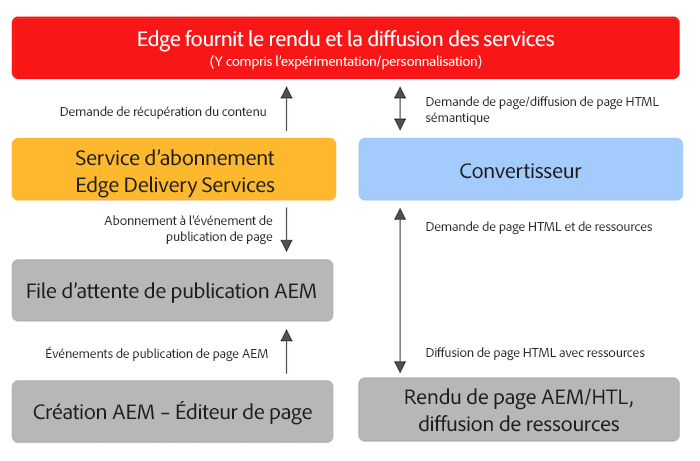 Edge fournit le rendu et la diffusion des services
(Y compris l'expérimentation/personnalisation)
Demande de récupération du contenu
Demande de page/diffusion de page HTML
sémantique
Service d'abonnement
Edge Delivery Services
Convertisseur
Abonnement à l'événement de
publication de page
Demande de page HTML et de ressources
File d'attente de publication AEM
Événements de publication de page AEM
Diffusion de page HTML avec ressources
Création AEM – Éditeur de page
Rendu de page AEM/HTL,
diffusion de ressources